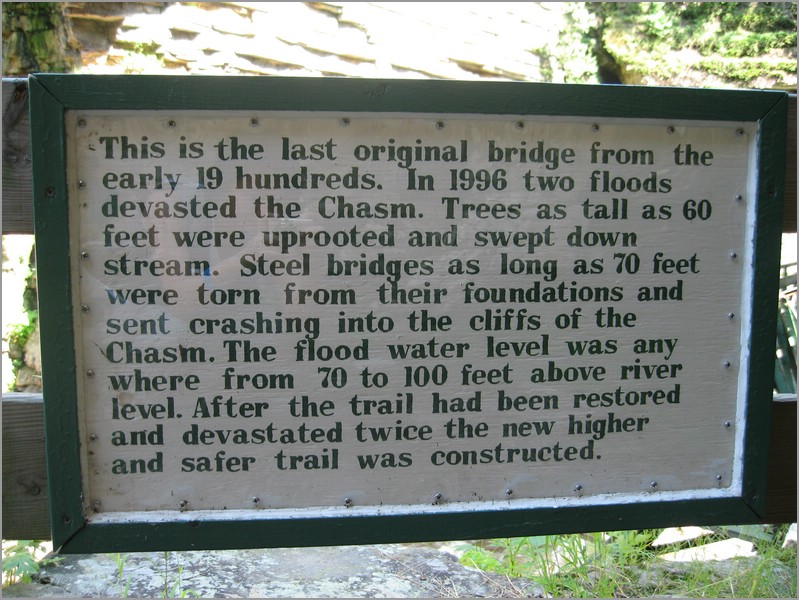 This is the last original bridge from the
early 19 hundreds. In 1996 two floods
devasted the Chasm. Trees as tall as 60
feet were uprooted and swept down
stream. Steel bridges as long as 70 feet
were torn from their foundations and
sent crashing into the cliffs of the
Chasm. The flood water level was any
where from 70 to 100 feet above river
level. After the trail had been restored
and devastated twice the new higher
and safer trail was constructed.